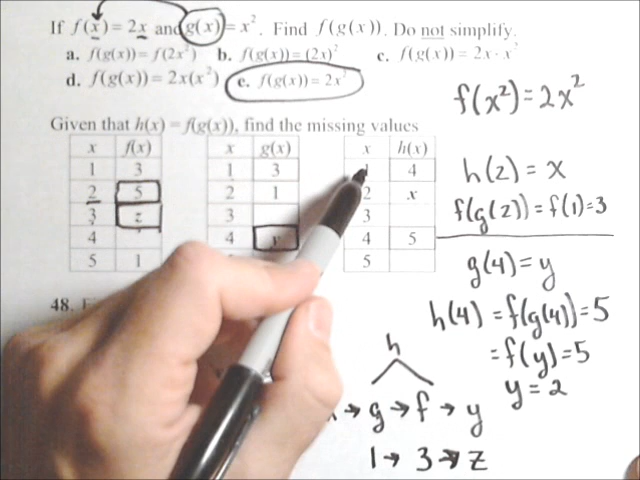 If f(x) = 2x and g(x) = x². Find f(g(x)). Do not simplify.
a. f(g(x)) = f(2x²) b. f(g(x)) = (2x)² c. f(g(x)) = 2x · x²
d. f(g(x)) = 2x(x²) e. f(g(x)) = 2x²
f(x²) = 2x²
Given that h(x) = f(g(x)), find the missing values
x f(x)
1 3
2 5
3 z
4
5 1
x g(x)
1 3
2 1
3
4 y
x h(x)
1 4
2 x
3
4 5
5
h(2) = x
f(g(2)) = f(1) = 3
g(4) = y
h(4) = f(g(4)) = 5
= f(y) = 5
y = 2
48.
h
→ g → f → y
1 → 3 → z